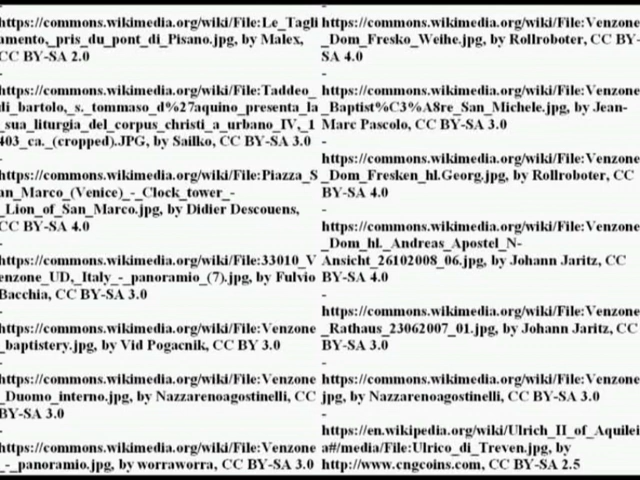 -
https://commons.wikimedia.org/wiki/File:Le_Tagli
amento,_pris_du_pont_di_Pisano.jpg, by Malex,
CC BY-SA 2.0
-
https://commons.wikimedia.org/wiki/File:Taddeo_
di_bartolo,_s._tommaso_d%27aquino_presenta_la
_sua_liturgia_del_corpus_christi_a_urbano_IV,_1
403_ca._(cropped).JPG, by Sailko, CC BY-SA 3.0
-
https://commons.wikimedia.org/wiki/File:Piazza_S
an_Marco_(Venice)_-_Clock_tower_-
_Lion_of_San_Marco.jpg, by Didier Descouens,
CC BY-SA 4.0
-
https://commons.wikimedia.org/wiki/File:33010_V
enzone_UD,_Italy_-_panoramio_(7).jpg, by Fulvio
Bacchia, CC BY-SA 3.0
-
https://commons.wikimedia.org/wiki/File:Venzone
_baptistery.jpg, by Vid Pogacnik, CC BY 3.0
-
https://commons.wikimedia.org/wiki/File:Venzone
_Duomo_interno.jpg, by Nazzarenoagostinelli, CC
BY-SA 3.0
-
https://commons.wikimedia.org/wiki/File:Venzone
_-_panoramio.jpg, by worraworra, CC BY-SA 3.0
-
https://commons.wikimedia.org/wiki/File:Venzone
_Dom_Fresko_Weihe.jpg, by Rollroboter, CC BY-
SA 4.0
-
https://commons.wikimedia.org/wiki/File:Venzone
_Baptist%C3%A8re_San_Michele.jpg, by Jean-
Marc Pascolo, CC BY-SA 3.0
-
https://commons.wikimedia.org/wiki/File:Venzone
_Dom_Fresken_hl.Georg.jpg, by Rollroboter, CC
BY-SA 4.0
-
https://commons.wikimedia.org/wiki/File:Venzone
_Dom_hl._Andreas_Apostel_N-
Ansicht_26102008_06.jpg, by Johann Jaritz, CC
BY-SA 4.0
-
https://commons.wikimedia.org/wiki/File:Venzone
_Rathaus_23062007_01.jpg, by Johann Jaritz, CC
BY-SA 3.0
-
https://commons.wikimedia.org/wiki/File:Venzone.
jpg, by Nazzarenoagostinelli, CC BY-SA 3.0
-
https://en.wikipedia.org/wiki/Ulrich_II_of_Aquilei
a#/media/File:Ulrico_di_Treven.jpg, by
http://www.cngcoins.com, CC BY-SA 2.5